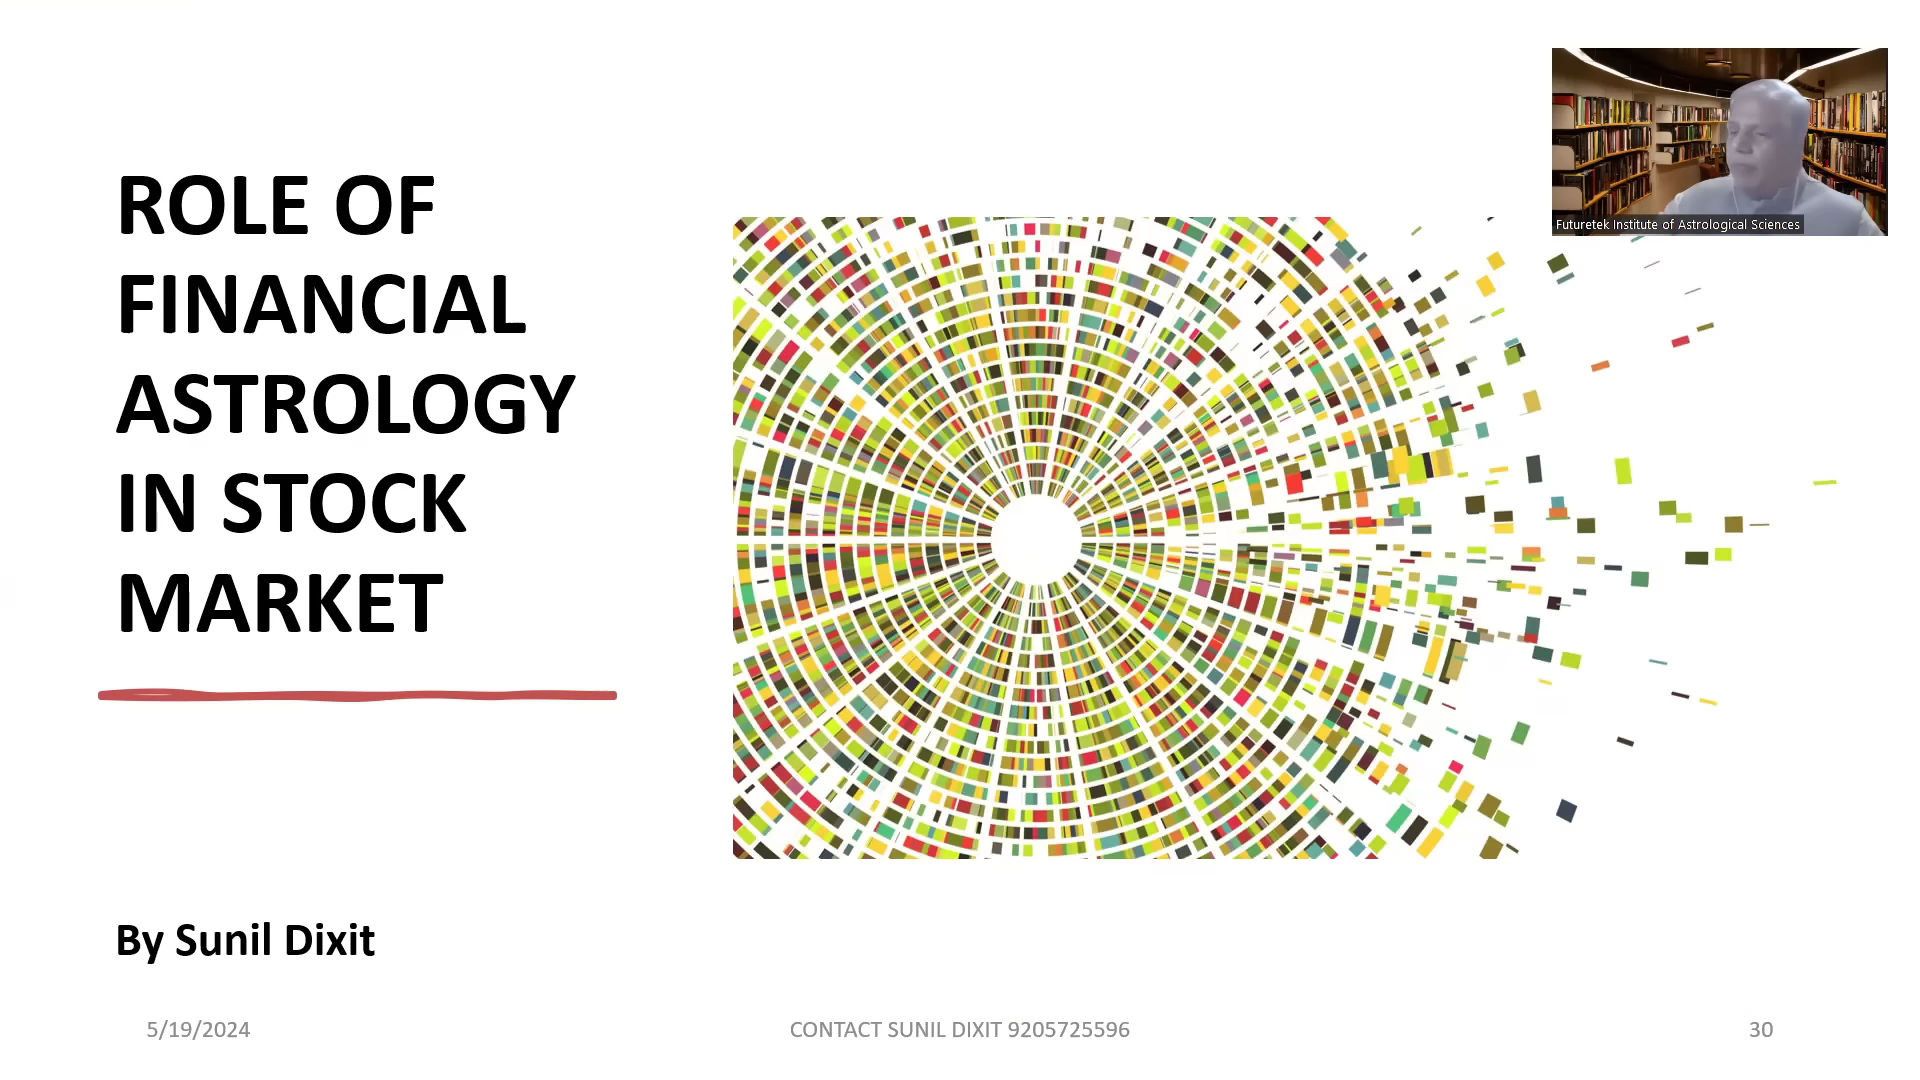 Futuretek Institute of Astrological Sciences
ROLE OF
FINANCIAL
ASTROLOGY
IN STOCK
MARKET
By Sunil Dixit
5/19/2024
CONTACT SUNIL DIXIT 9205725596
30